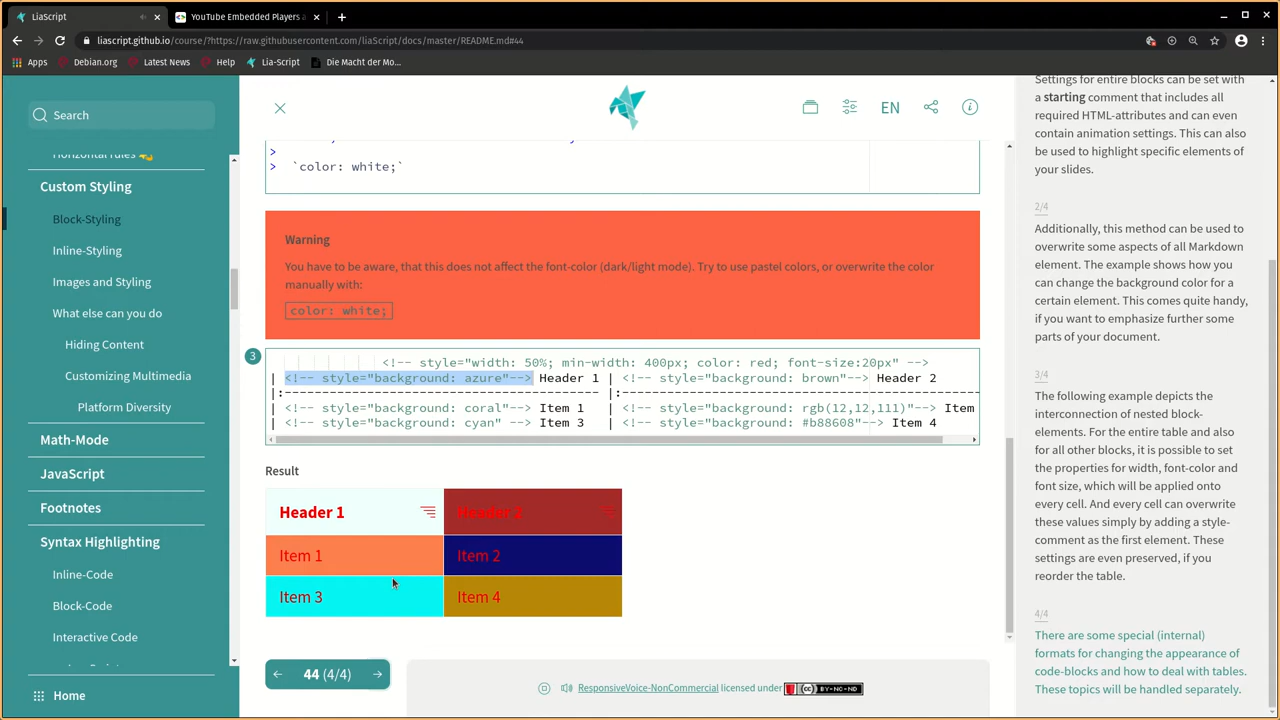 LiaScript
YouTube Embedded Players a
liascript.github.io/course/?https://raw.githubusercontent.com/liaScript/docs/master/README.md#44
Apps
Debian.org
Latest News
Help
Lia-Script
Die Macht der Mo...
Search
Horizontal rules
Custom Styling
Block-Styling
Inline-Styling
Images and Styling
What else can you do
Hiding Content
Customizing Multimedia
Platform Diversity
Math-Mode
JavaScript
Footnotes
Syntax Highlighting
Inline-Code
Block-Code
Interactive Code
Home
EN
>
> `color: white;`
Warning
You have to be aware, that this does not affect the font-color (dark/light mode). Try to use pastel colors, or overwrite the color
manually with:
color: white;
3
<!-- style="width: 50%; min-width: 400px; color: red; font-size:20px" -->
| <!-- style="background: azure"--> Header 1 | <!-- style="background: brown"--> Header 2
|:----------------------------------------- |:-----------------------------------------------
| <!-- style="background: coral"--> Item 1 | <!-- style="background: rgb(12,12,111)"--> Item
| <!-- style="background: cyan" --> Item 3 | <!-- style="background: #b88608"--> Item 4
Result
Header 1 Header 2
Item 1 Item 2
Item 3 Item 4
44 (4/4)
ResponsiveVoice-NonCommercial licensed under
BY-NC-ND
Settings for entire blocks can be set with
a starting comment that includes all
required HTML-attributes and can even
contain animation settings. This can also
be used to highlight specific elements of
your slides.
2/4
Additionally, this method can be used to
overwrite some aspects of all Markdown
element. The example shows how you
can change the background color for a
certain element. This comes quite handy,
if you want to emphasize further some
parts of your document.
3/4
The following example depicts the
interconnection of nested block-
elements. For the entire table and also
for all other blocks, it is possible to set
the properties for width, font-color and
font size, which will be applied onto
every cell. And every cell can overwrite
these values simply by adding a style-
comment as the first element. These
settings are even preserved, if you
reorder the table.
4/4
There are some special (internal)
formats for changing the appearance of
code-blocks and how to deal with tables.
These topics will be handled separately.